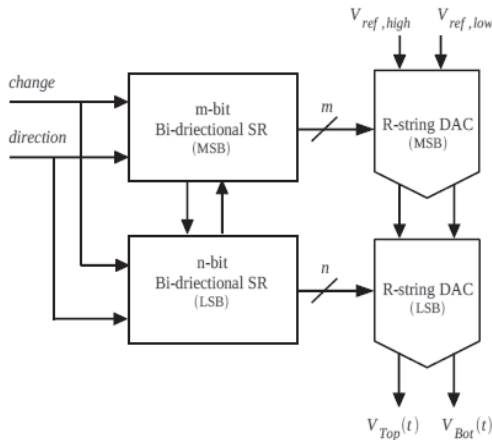 V_ref,high V_ref,low
change
direction
m-bit
Bi-driectional SR
(MSB)
m
R-string DAC
(MSB)
n-bit
Bi-driectional SR
(LSB)
n
R-string DAC
(LSB)
V_Top(t) V_Bot(t)